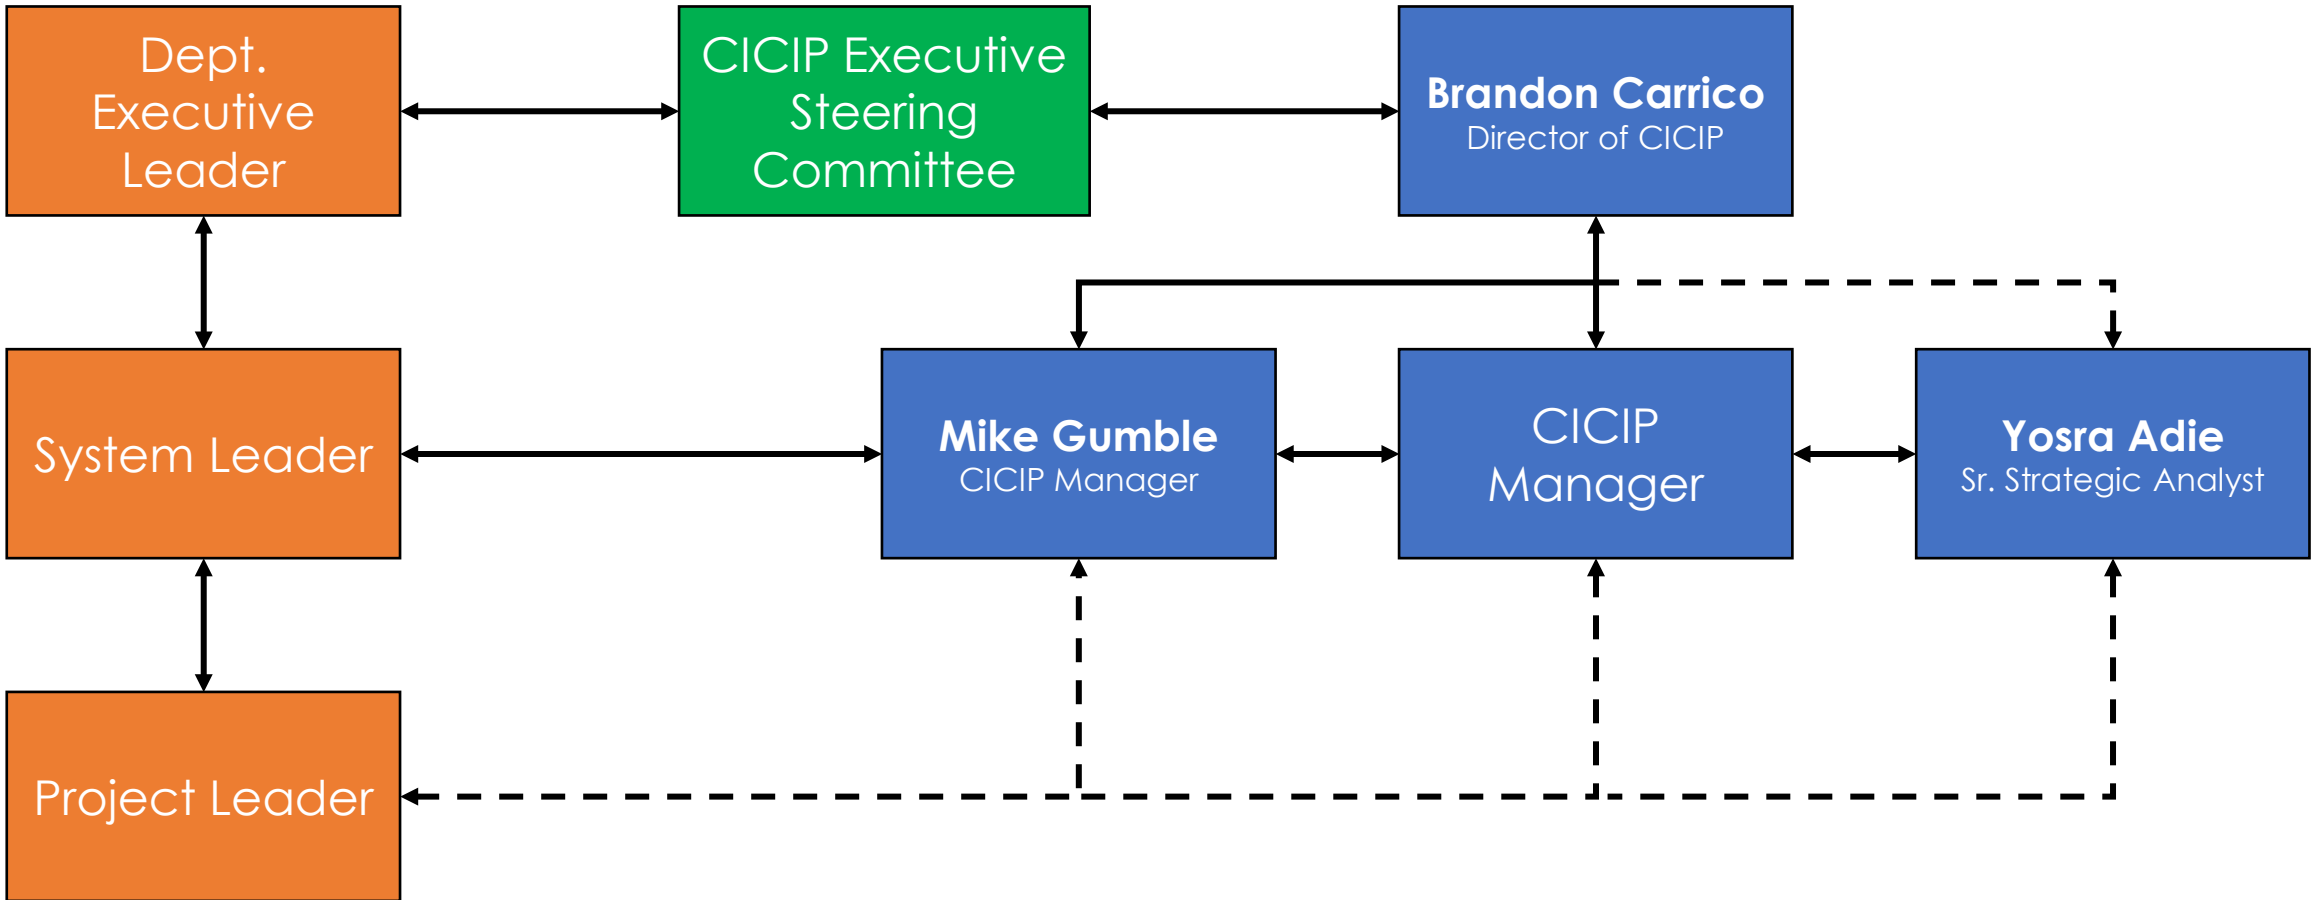 Dept.
Executive
Leader
CICIP Executive
Steering
Committee
Brandon Carrico
Director of CICIP
System Leader
Mike Gumble
CICIP Manager
CICIP
Manager
Yosra Adie
Sr. Strategic Analyst
Project Leader